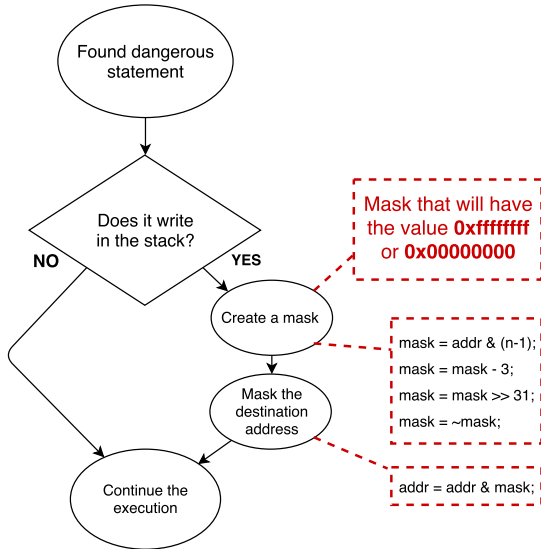 Found dangerous
statement
Does it write
in the stack?
NO
YES
Mask that will have
the value 0xffffffff
or 0x00000000
Create a mask
mask = addr & (n-1);
mask = mask - 3;
mask = mask >> 31;
mask = ~mask;
Mask the
destination
address
addr = addr & mask;
Continue the
execution